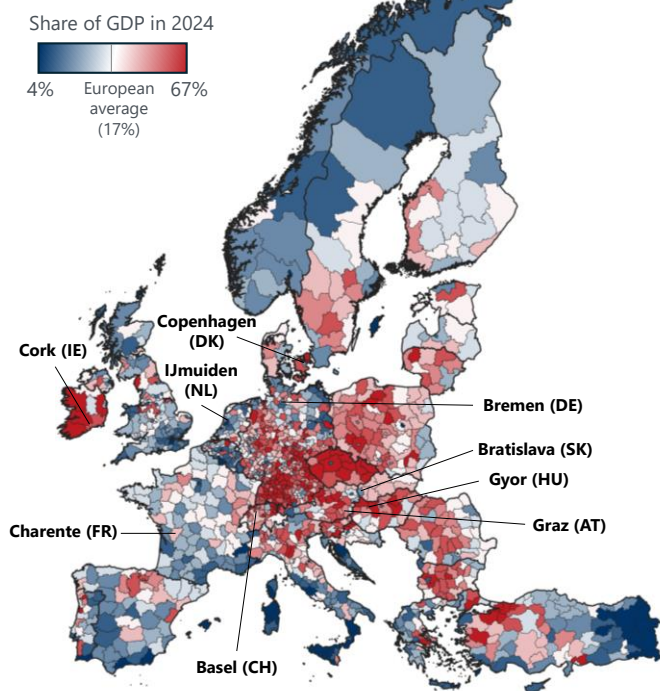 Share of GDP in 2024
4%
European
average
(17%)
67%
Copenhagen
(DK)
Cork (IE)
IJmuiden
(NL)
Bremen (DE)
Bratislava (SK)
Gyor (HU)
Graz (AT)
Charente (FR)
Basel (CH)